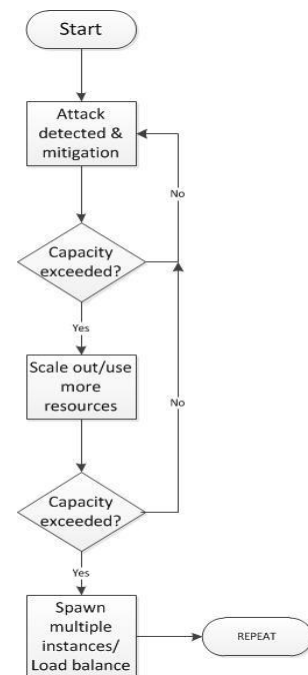 Start
Attack
detected &
mitigation
No
Capacity
exceeded?
Yes
Scale out/use
more
resources
No
Capacity
exceeded?
Yes
Spawn
multiple
instances/
Load balance
REPEAT